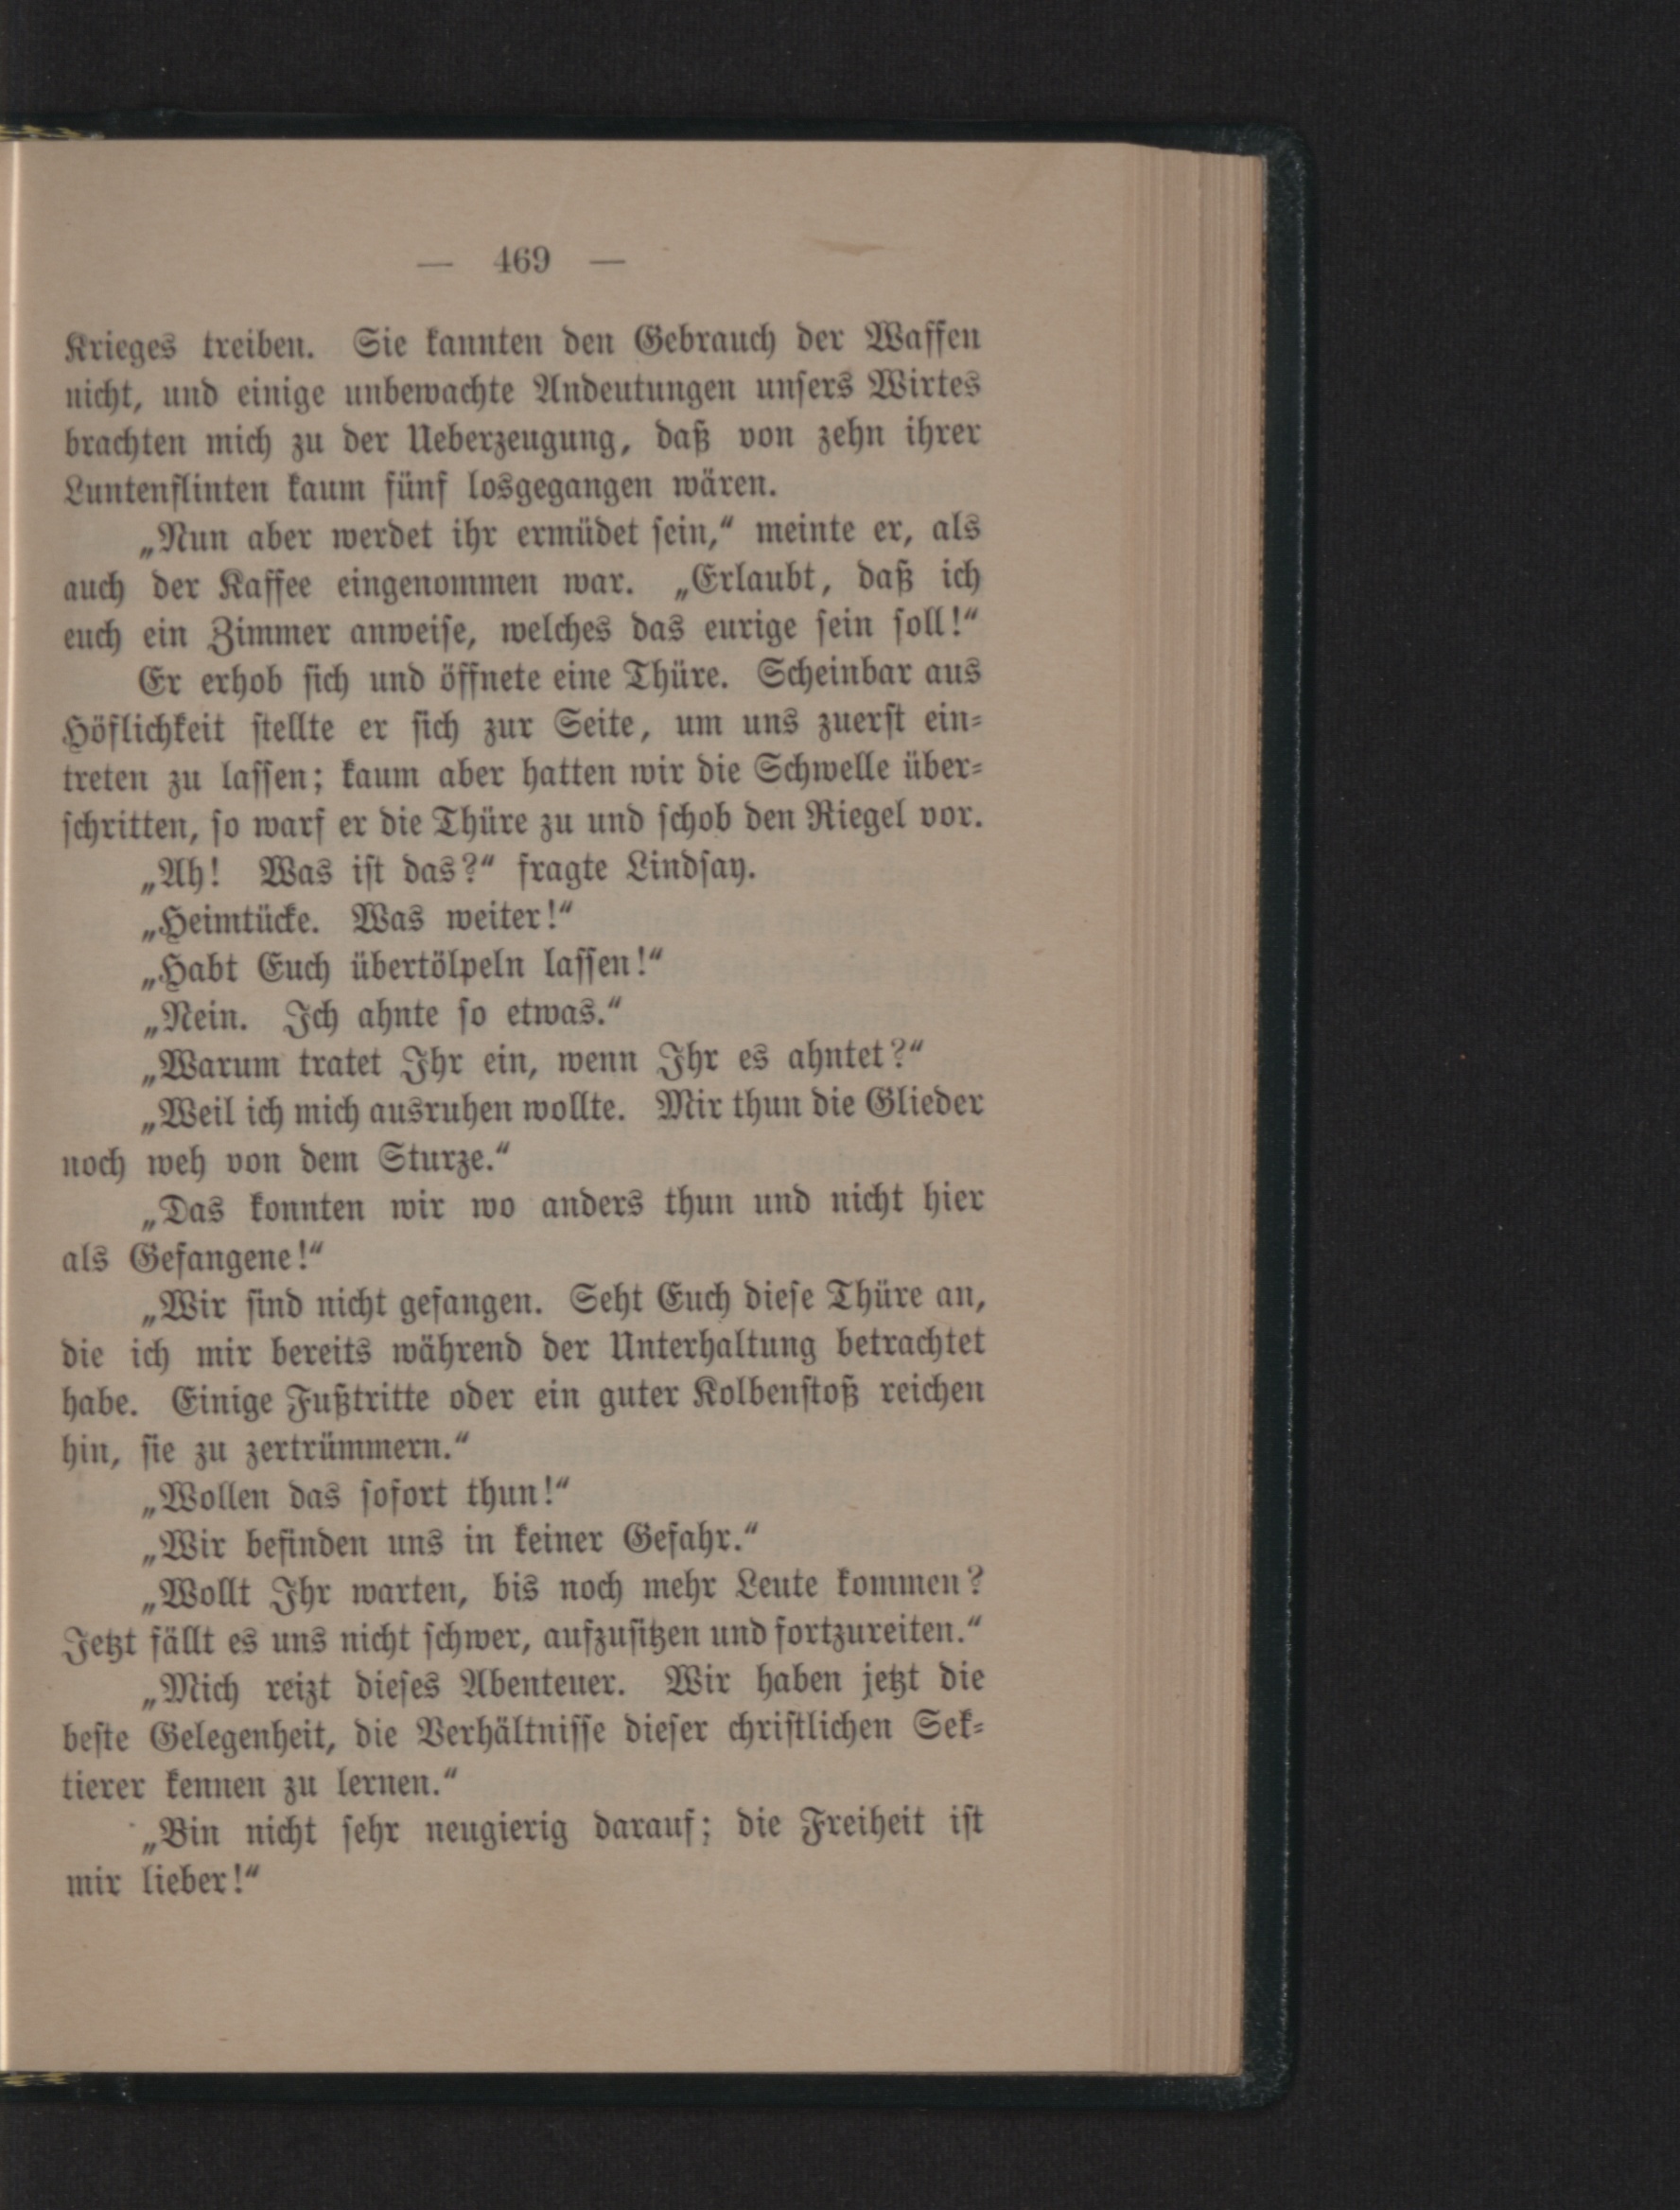 — 469 —
Krieges treiben. Sie kannten den Gebrauch der Waffen
nicht, und einige unbewachte Andeutungen unsers Wirtes
brachten mich zu der Ueberzeugung, daß von zehn ihrer
Luntenflinten kaum fünf losgegangen wären.
„Nun aber werdet ihr ermüdet sein,“ meinte er, als
auch der Kaffee eingenommen war. „Erlaubt, daß ich
euch ein Zimmer anweise, welches das eurige sein soll!“
Er erhob sich und öffnete eine Thüre. Scheinbar aus
Höflichkeit stellte er sich zur Seite, um uns zuerst ein-
treten zu lassen; kaum aber hatten wir die Schwelle über-
schritten, so warf er die Thüre zu und schob den Riegel vor.
„Ah! Was ist das?“ fragte Lindsay.
„Heimtücke. Was weiter!“
„Habt Euch übertölpeln lassen!“
„Nein. Ich ahnte so etwas.“
„Warum tratet Ihr ein, wenn Ihr es ahntet?“
„Weil ich mich ausruhen wollte. Mir thun die Glieder
noch weh von dem Sturze.“
„Das konnten wir wo anders thun und nicht hier
als Gefangene!“
„Wir sind nicht gefangen. Seht Euch diese Thüre an,
die ich mir bereits während der Unterhaltung betrachtet
habe. Einige Fußtritte oder ein guter Kolbenstoß reichen
hin, sie zu zertrümmern.“
„Wollen das sofort thun!“
„Wir befinden uns in keiner Gefahr.“
„Wollt Ihr warten, bis noch mehr Leute kommen?
Jetzt fällt es uns nicht schwer, aufzusitzen und fortzureiten.“
„Mich reizt dieses Abenteuer. Wir haben jetzt die
beste Gelegenheit, die Verhältnisse dieser christlichen Sek-
tierer kennen zu lernen.“
„Bin nicht sehr neugierig darauf; die Freiheit ist
mir lieber!“